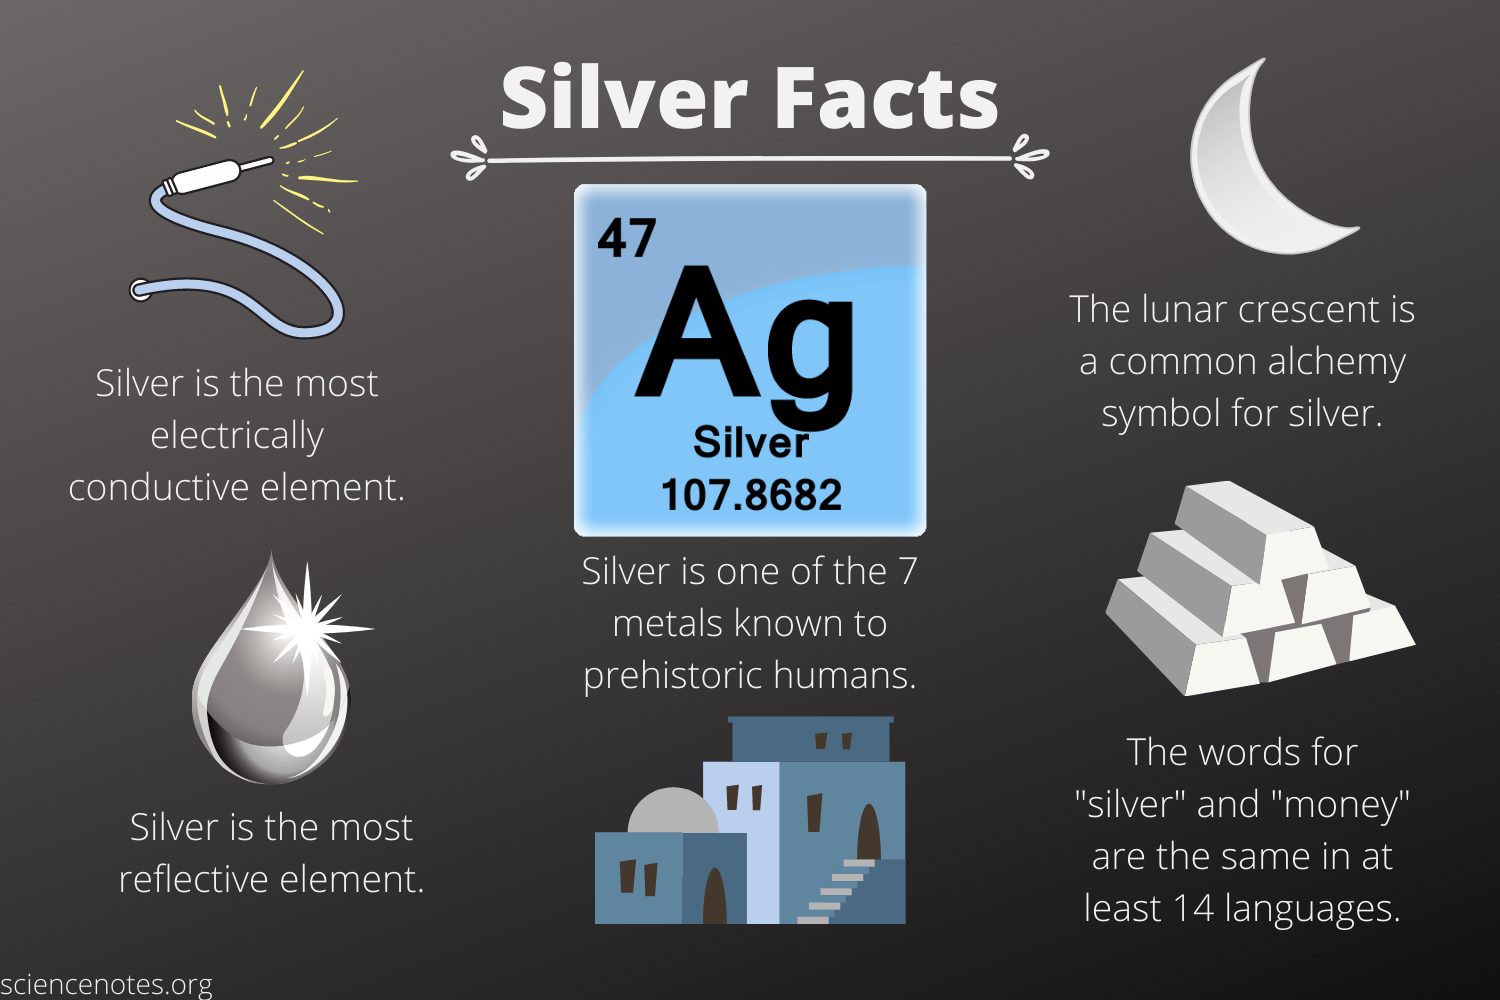 Silver Facts
47
Ag
Silver
107.8682
Silver is one of the 7
metals known to
prehistoric humans.
Silver is the most
electrically
conductive element.
Silver is the most
reflective element.
The lunar crescent is
a common alchemy
symbol for silver.
The words for
"silver" and "money"
are the same in at
least 14 languages.
sciencenotes.org